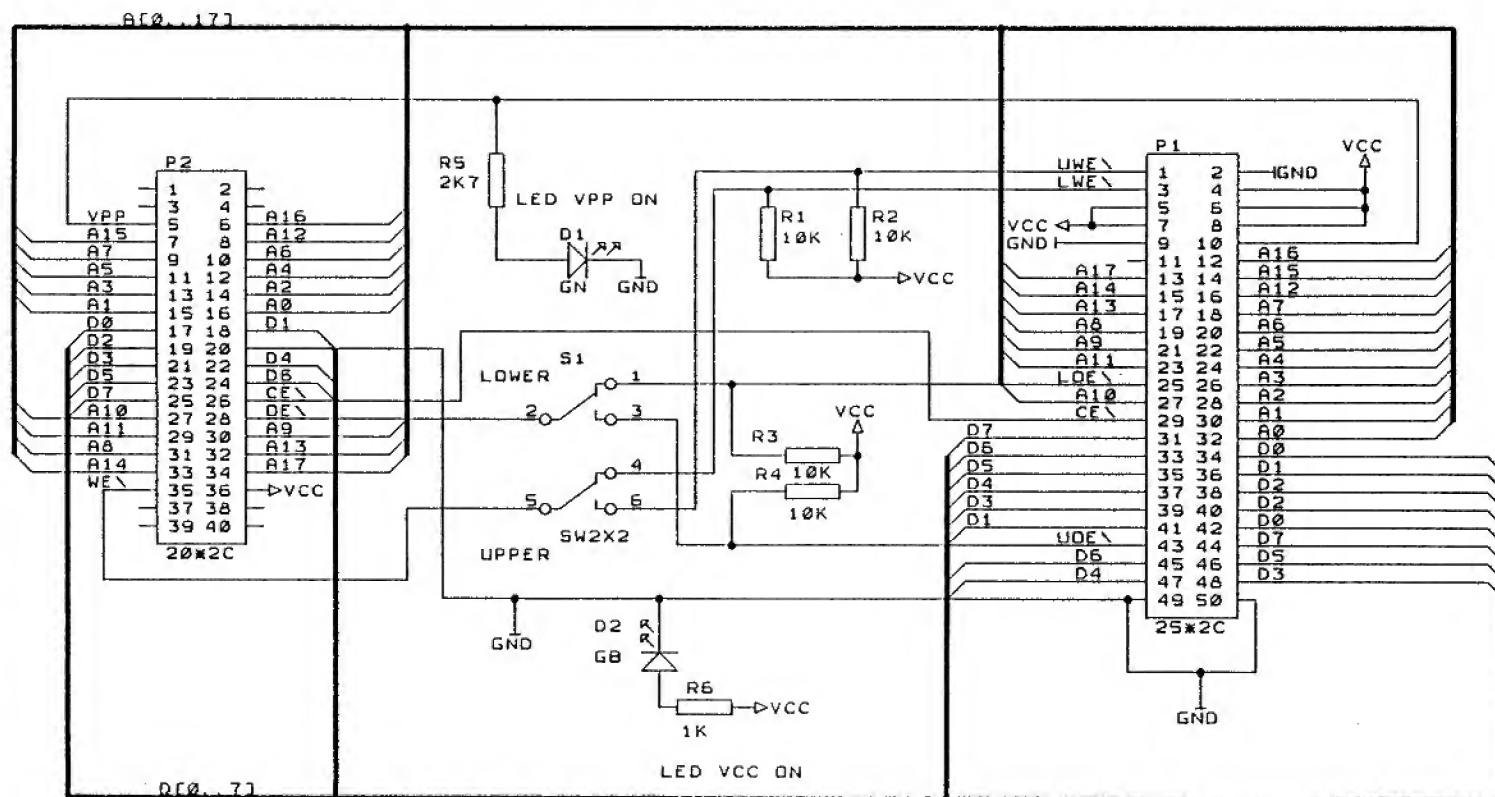 A[0..17]
P2
1 2
3 4
VPP 5 6 A16
A15 7 8 A12
A7 9 10 A6
A5 11 12 A4
A3 13 14 A2
A1 15 16 A0
D0 17 18 D1
D2 19 20
D3 21 22 D4
D5 23 24 D6
D7 25 26 CE\
A10 27 28 OE\
A11 29 30 A9
A8 31 32 A13
A14 33 34 A17
WE\ 35 36 VCC
37 38
39 40
20*2C
R5
2K7
LED VPP ON
D1
GN
GND
R1
10K
R2
10K
VCC
S1
LOWER
1
2 3
4
5 6
SW2X2
UPPER
VCC
R3
10K
R4
10K
GND
D2
GB
R6
1K
VCC
LED VCC ON
P1
VCC
UWE\ 1 2 GND
LWE\ 3 4
5 6
VCC 7 8
GND 9 10
11 12 A16
A17 13 14 A15
A14 15 16 A12
A13 17 18 A7
A8 19 20 A6
A9 21 22 A5
A11 23 24 A4
LOE\ 25 26 A3
A10 27 28 A2
CE\ 29 30 A1
D7 31 32 A0
D6 33 34 D0
D5 35 36 D1
D4 37 38 D2
D3 39 40 D2
D1 41 42 D0
UOE\ 43 44 D7
D6 45 46 D5
D4 47 48 D3
49 50
25*2C
GND
D[0..7]